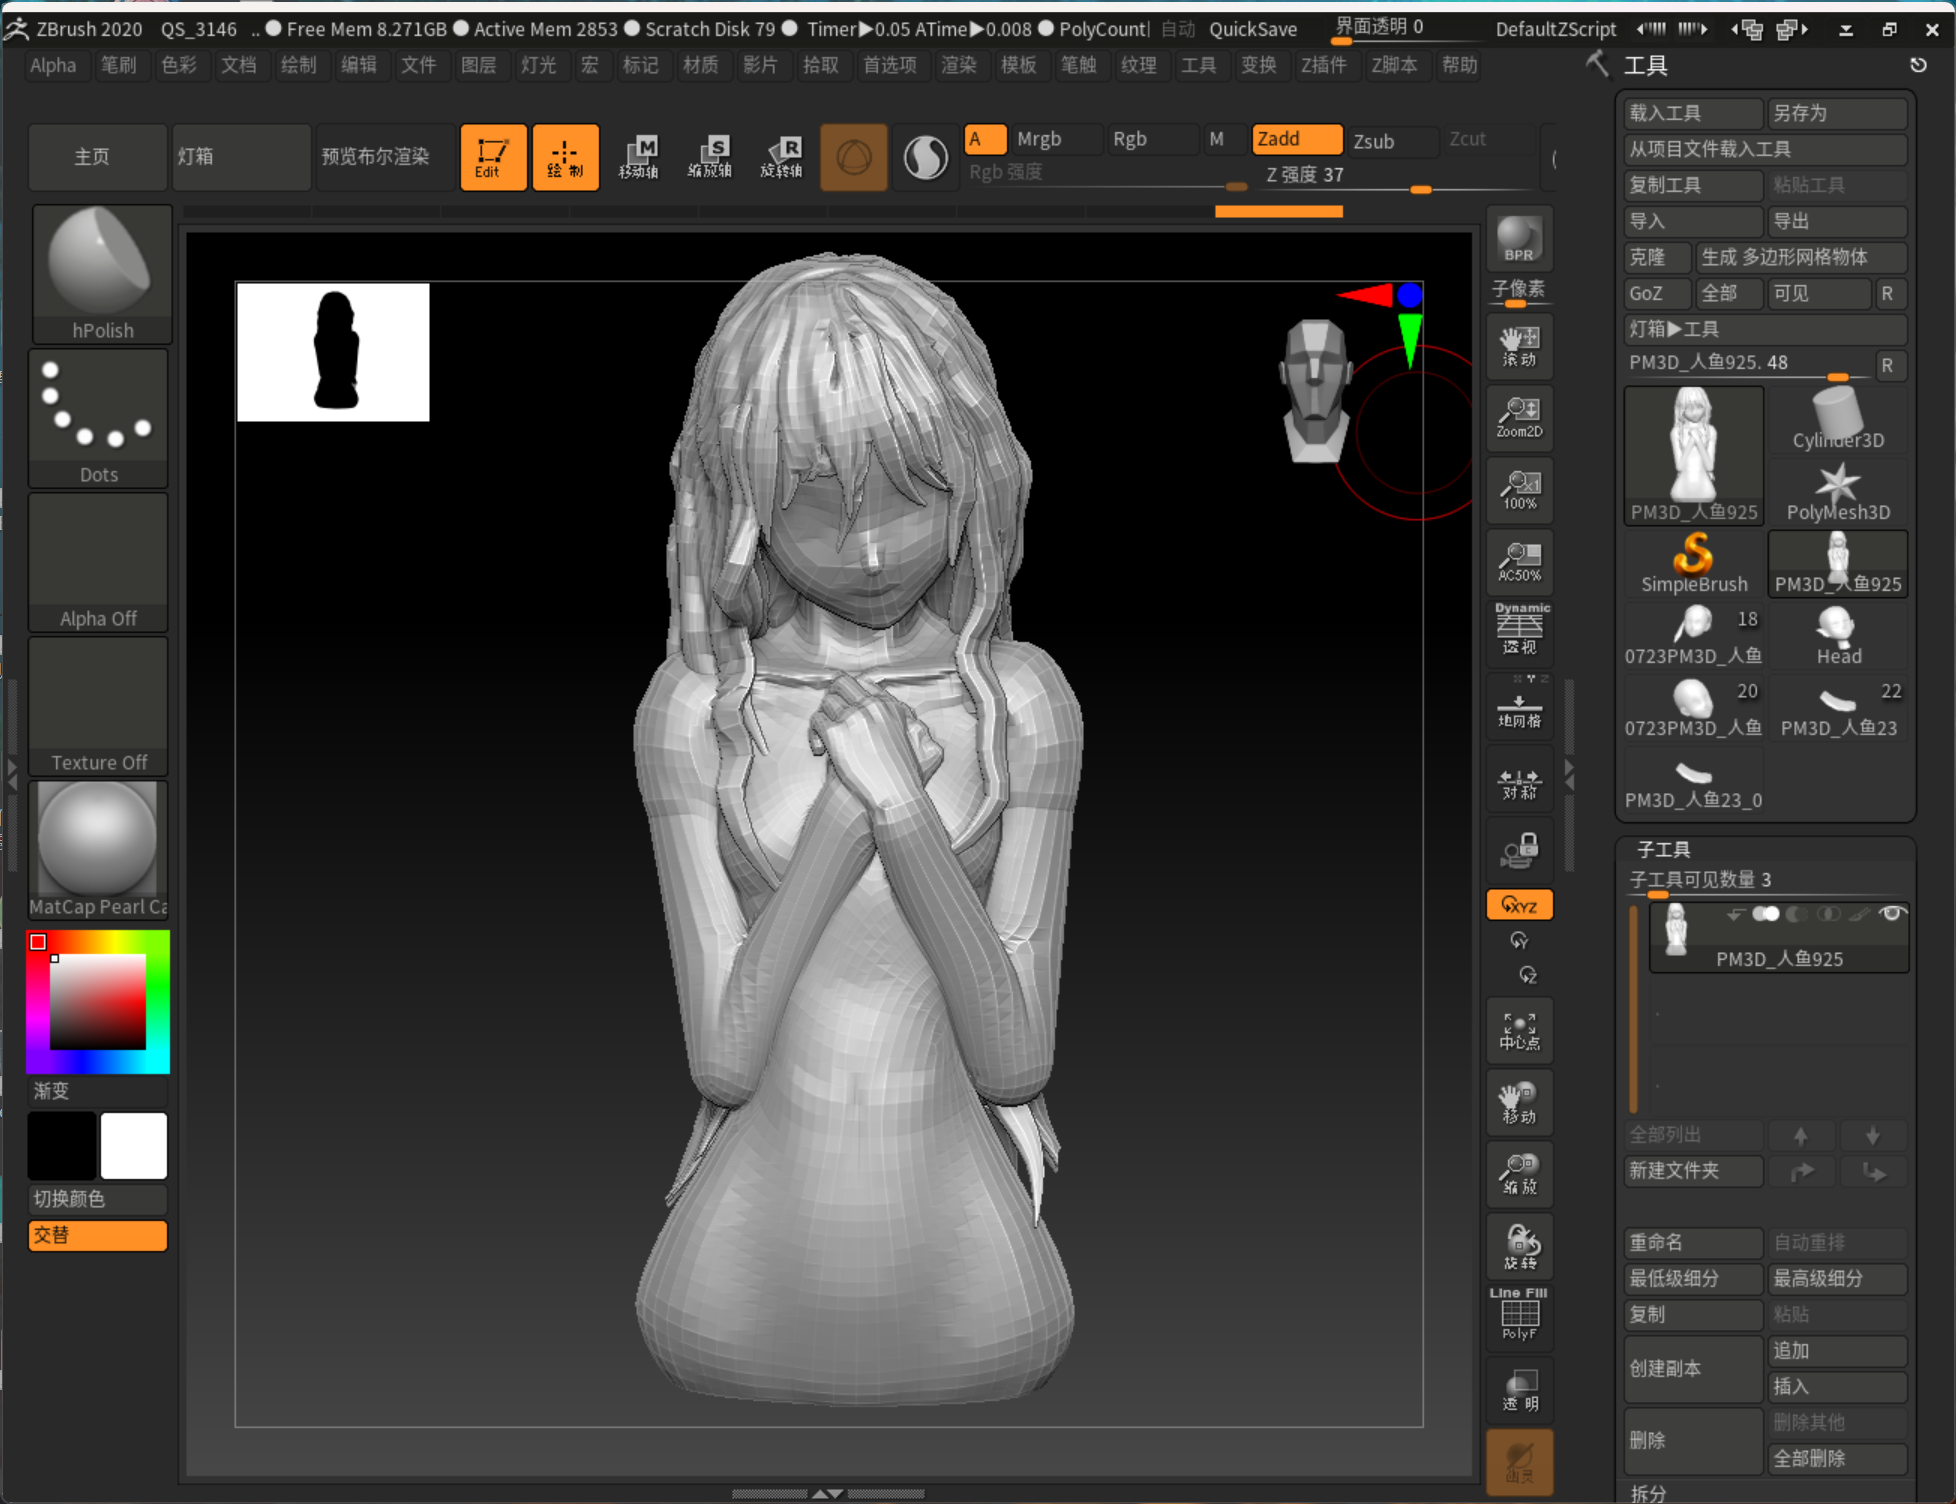 ZBrush 2020 QS_3146 .. Free Mem 8.271GB Active Mem 2853 Scratch Disk 79 Timer▶0.05 ATime▶0.008 PolyCount| 自动 QuickSave 界面透明 0 DefaultZScript
Alpha 笔刷 色彩 文档 绘制 编辑 文件 图层 灯光 宏 标记 材质 影片 拾取 首选项 渲染 模板 笔触 纹理 工具 变换 Z插件 Z脚本 帮助
主页 灯箱 预览布尔渲染 Edit 绘制 移动轴 缩放轴 旋转轴
M S R
A Mrgb Rgb M Zadd Zsub Zcut
Rgb 强度 Z 强度 37
hPolish
Dots
Alpha Off
Texture Off
MatCap Pearl Ca
渐变
切换颜色
交替
BPR
子像素
滚动
Zoom2D
100%
AC50%
Dynamic
透视
地网格
对称
XYZ
Y
Z
中心点
移动
缩放
旋转
Line Fill
PolyF
透明
工具
载入工具 另存为
从项目文件载入工具
复制工具 粘贴工具
导入 导出
克隆 生成 多边形网格物体
GoZ 全部 可见 R
灯箱▶工具
PM3D_人鱼925. 48 R
PM3D_人鱼925
Cylinder3D
PolyMesh3D
SimpleBrush
PM3D_人鱼925
18
0723PM3D_人鱼
Head
20
0723PM3D_人鱼
22
PM3D_人鱼23
PM3D_人鱼23_0
子工具
子工具可见数量 3
PM3D_人鱼925
全部列出
新建文件夹
重命名 自动重排
最低级细分 最高级细分
复制 粘贴
创建副本 追加
插入
删除 删除其他
全部删除
拆分